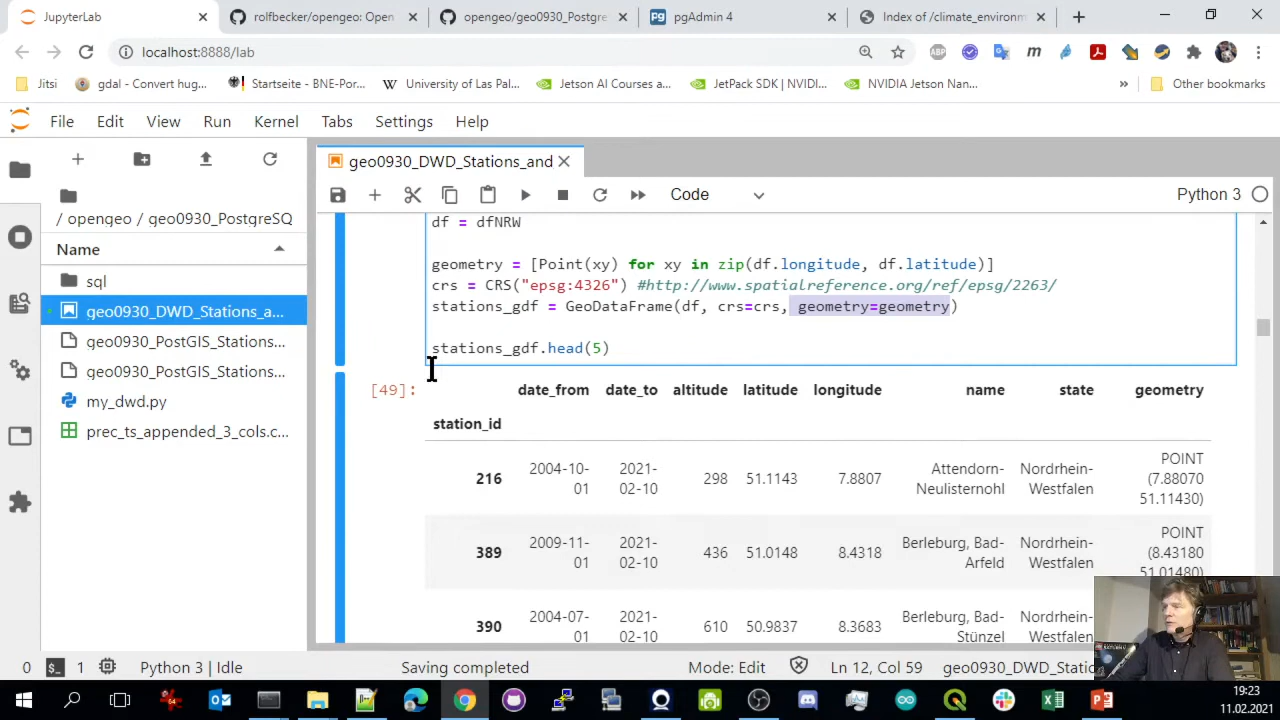 JupyterLab
rolfbecker/opengeo: Open
opengeo/geo0930_Postgre
pgAdmin 4
Index of /climate_environm
localhost:8888/lab
ABP
m
Jitsi
gdal — Convert hug...
Startseite - BNE-Por...
W University of Las Pal...
Jetson AI Courses a...
JetPack SDK | NVIDI...
NVIDIA Jetson Nan...
»
Other bookmarks
File Edit View Run Kernel Tabs Settings Help
geo0930_DWD_Stations_and
Code
Python 3
/ opengeo / geo0930_PostgreSQ
Name
sql
geo0930_DWD_Stations_a...
geo0930_PostGIS_Stations...
geo0930_PostGIS_Stations...
my_dwd.py
prec_ts_appended_3_cols.c...
df = dfNRW
geometry = [Point(xy) for xy in zip(df.longitude, df.latitude)]
crs = CRS("epsg:4326") #http://www.spatialreference.org/ref/epsg/2263/
stations_gdf = GeoDataFrame(df, crs=crs, geometry=geometry)
stations_gdf.head(5)
[49]:
date_from date_to altitude latitude longitude name state geometry
station_id
216 2004-10-01 2021-02-10 298 51.1143 7.8807 Attendorn-Neulisternohl Nordrhein-Westfalen POINT (7.88070 51.11430)
389 2009-11-01 2021-02-10 436 51.0148 8.4318 Berleburg, Bad-Arfeld Nordrhein-Westfalen POINT (8.43180 51.01480)
390 2004-07-01 2021-02-10 610 50.9837 8.3683 Berleburg, Bad-Stünzel Nordrhein-Westfalen POINT
0 1 Python 3 | Idle Saving completed Mode: Edit Ln 12, Col 59 geo0930_DWD_Statio
64
19:23
11.02.2021